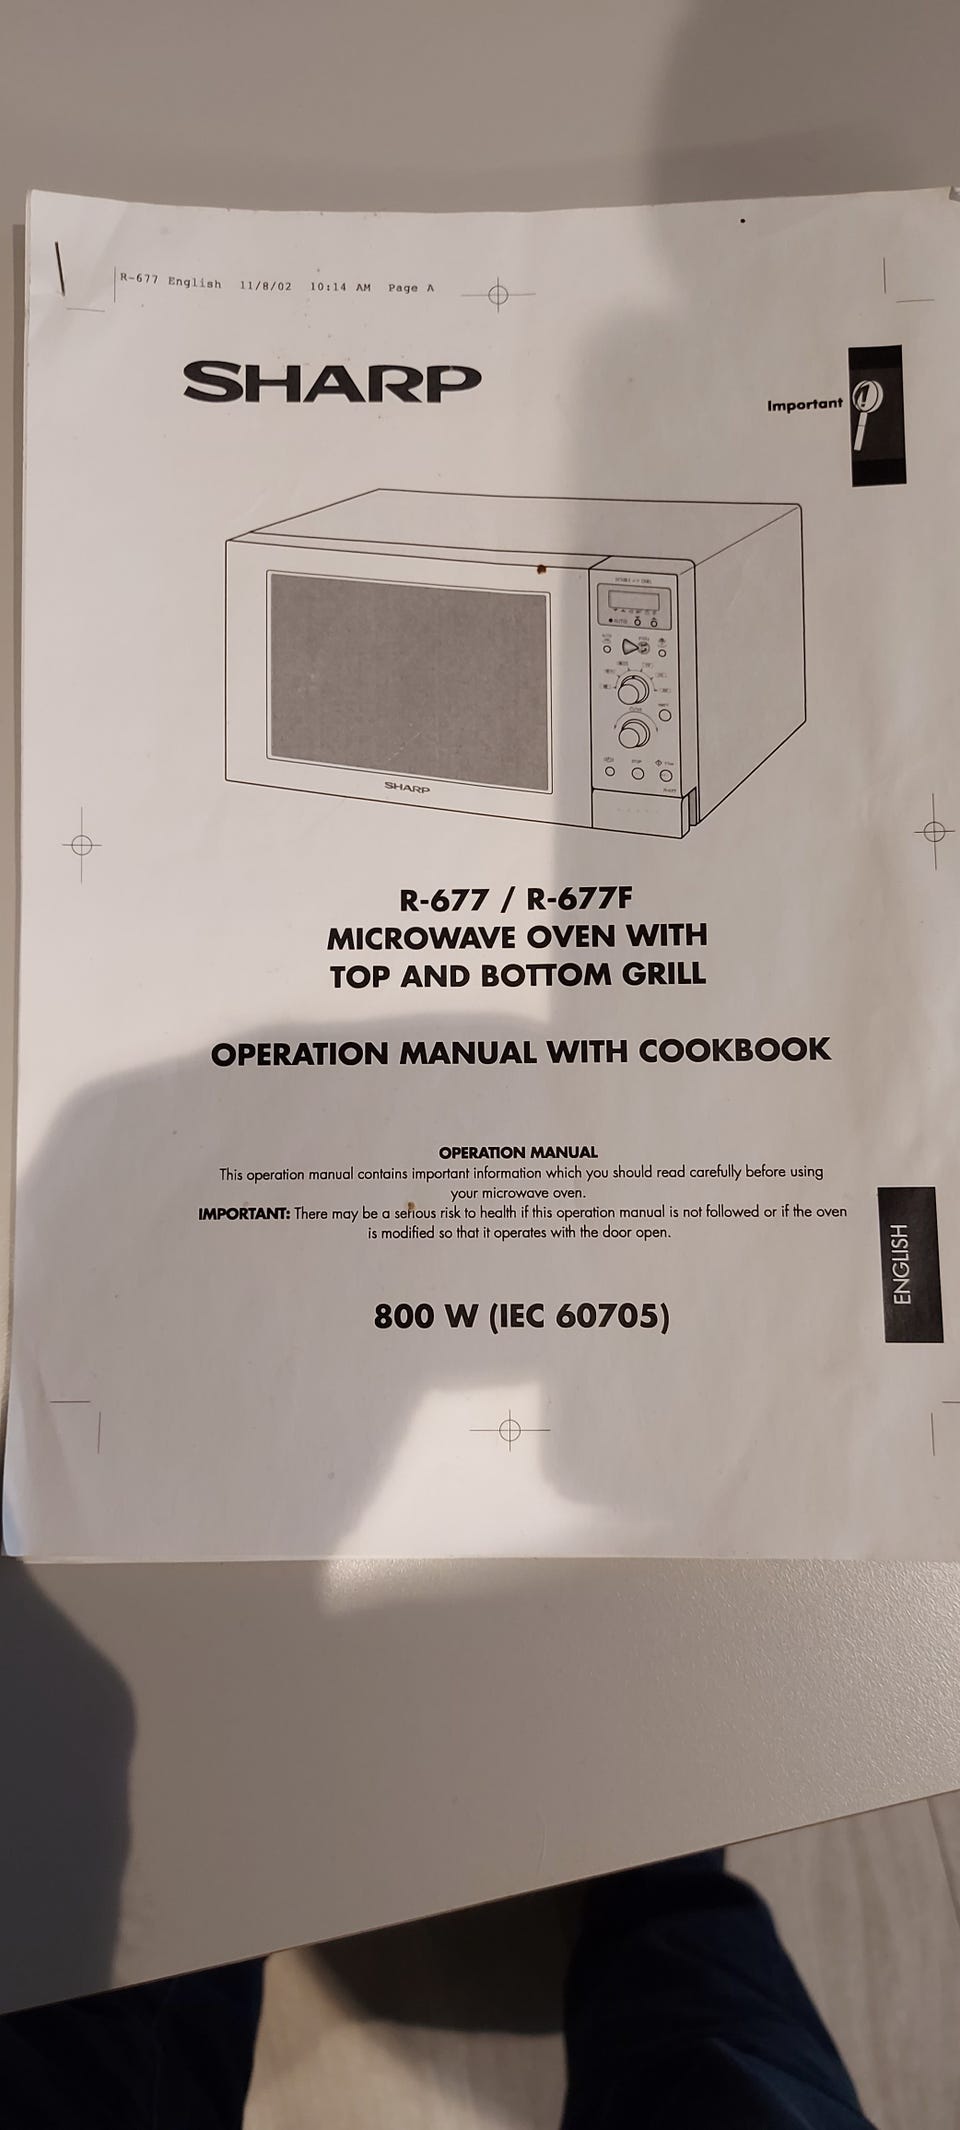 R-677 English 11/8/02 10:14 AM Page A
SHARP
Important
AUTO
SHARP
STOP
R-677
R-677 / R-677F
MICROWAVE OVEN WITH
TOP AND BOTTOM GRILL
OPERATION MANUAL WITH COOKBOOK
OPERATION MANUAL
This operation manual contains important information which you should read carefully before using
your microwave oven.
IMPORTANT: There may be a serious risk to health if this operation manual is not followed or if the oven
is modified so that it operates with the door open.
ENGLISH
800 W (IEC 60705)